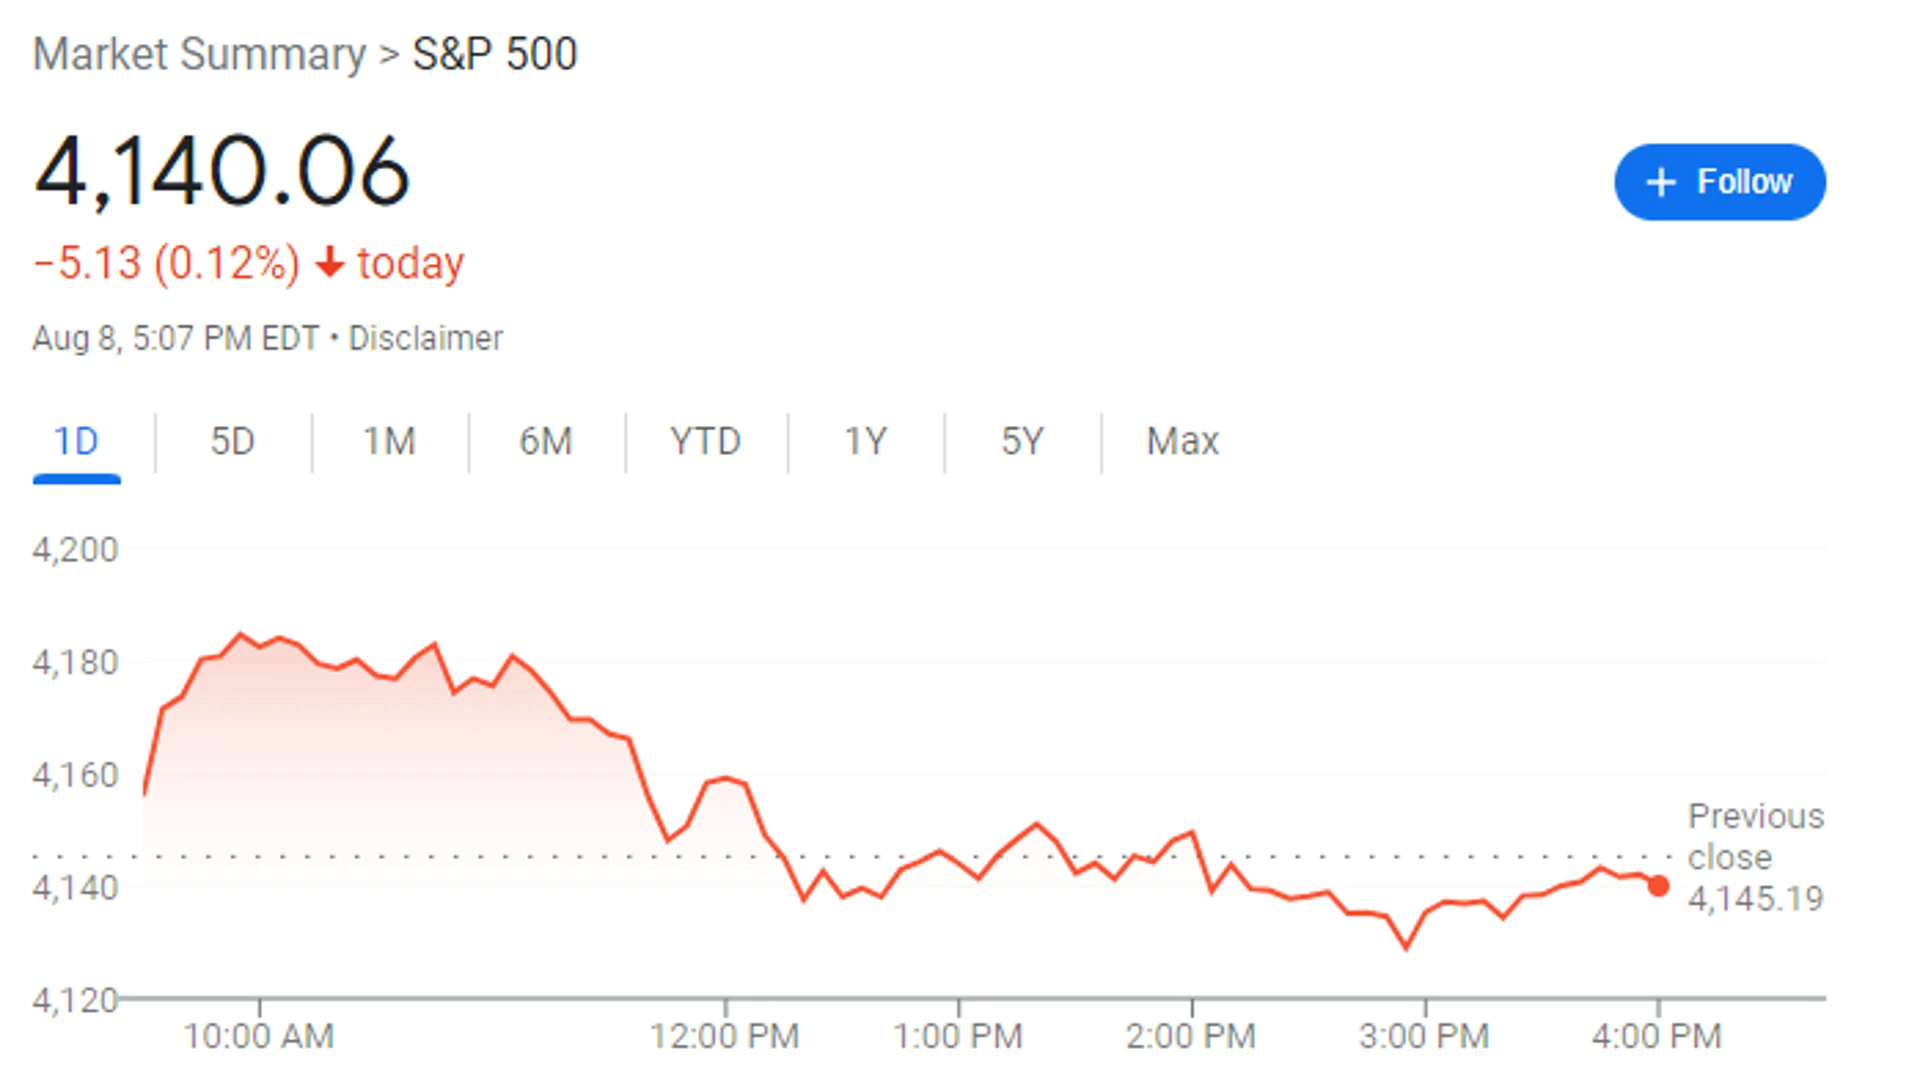 Market Summary > S&P 500
4,140.06
+ Follow
−5.13 (0.12%) ↓ today
Aug 8, 5:07 PM EDT • Disclaimer
1D 5D 1M 6M YTD 1Y 5Y Max
4,200
4,180
4,160
4,140
4,120
Previous
close
4,145.19
10:00 AM 12:00 PM 1:00 PM 2:00 PM 3:00 PM 4:00 PM